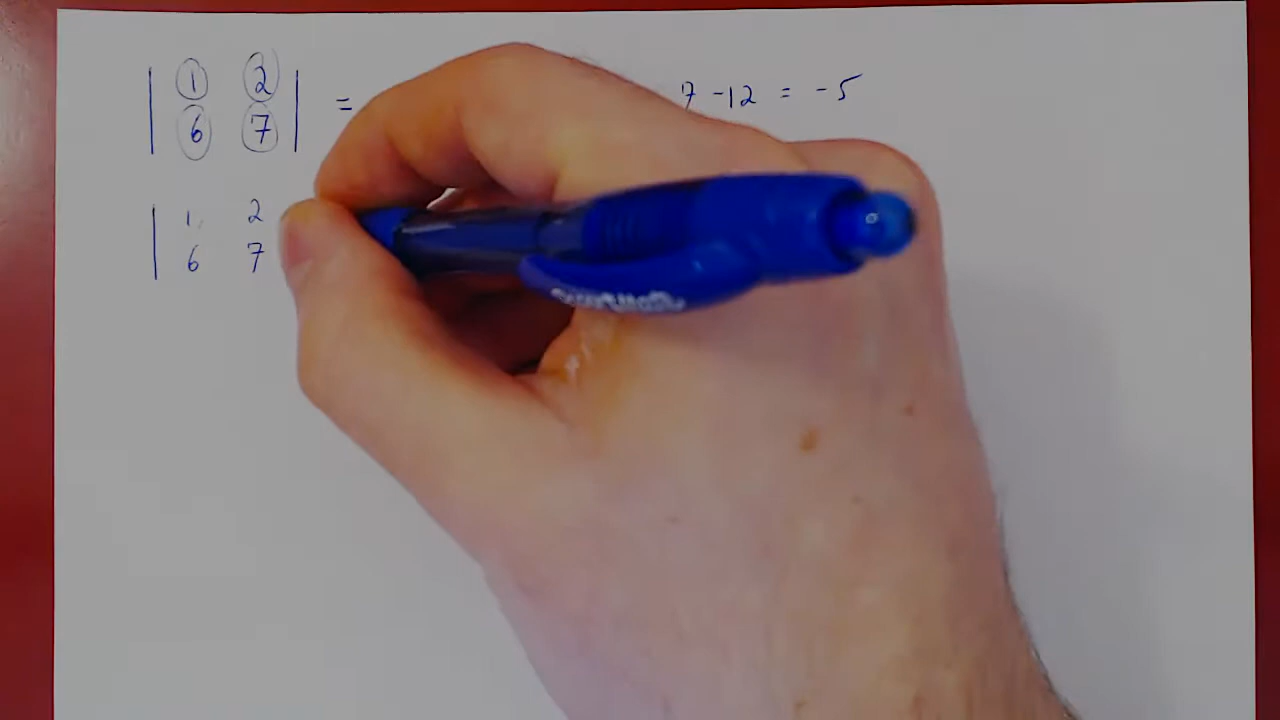 | 1 2 | = 7 - 12 = - 5
| 6 7 |
| 1 2
| 6 7